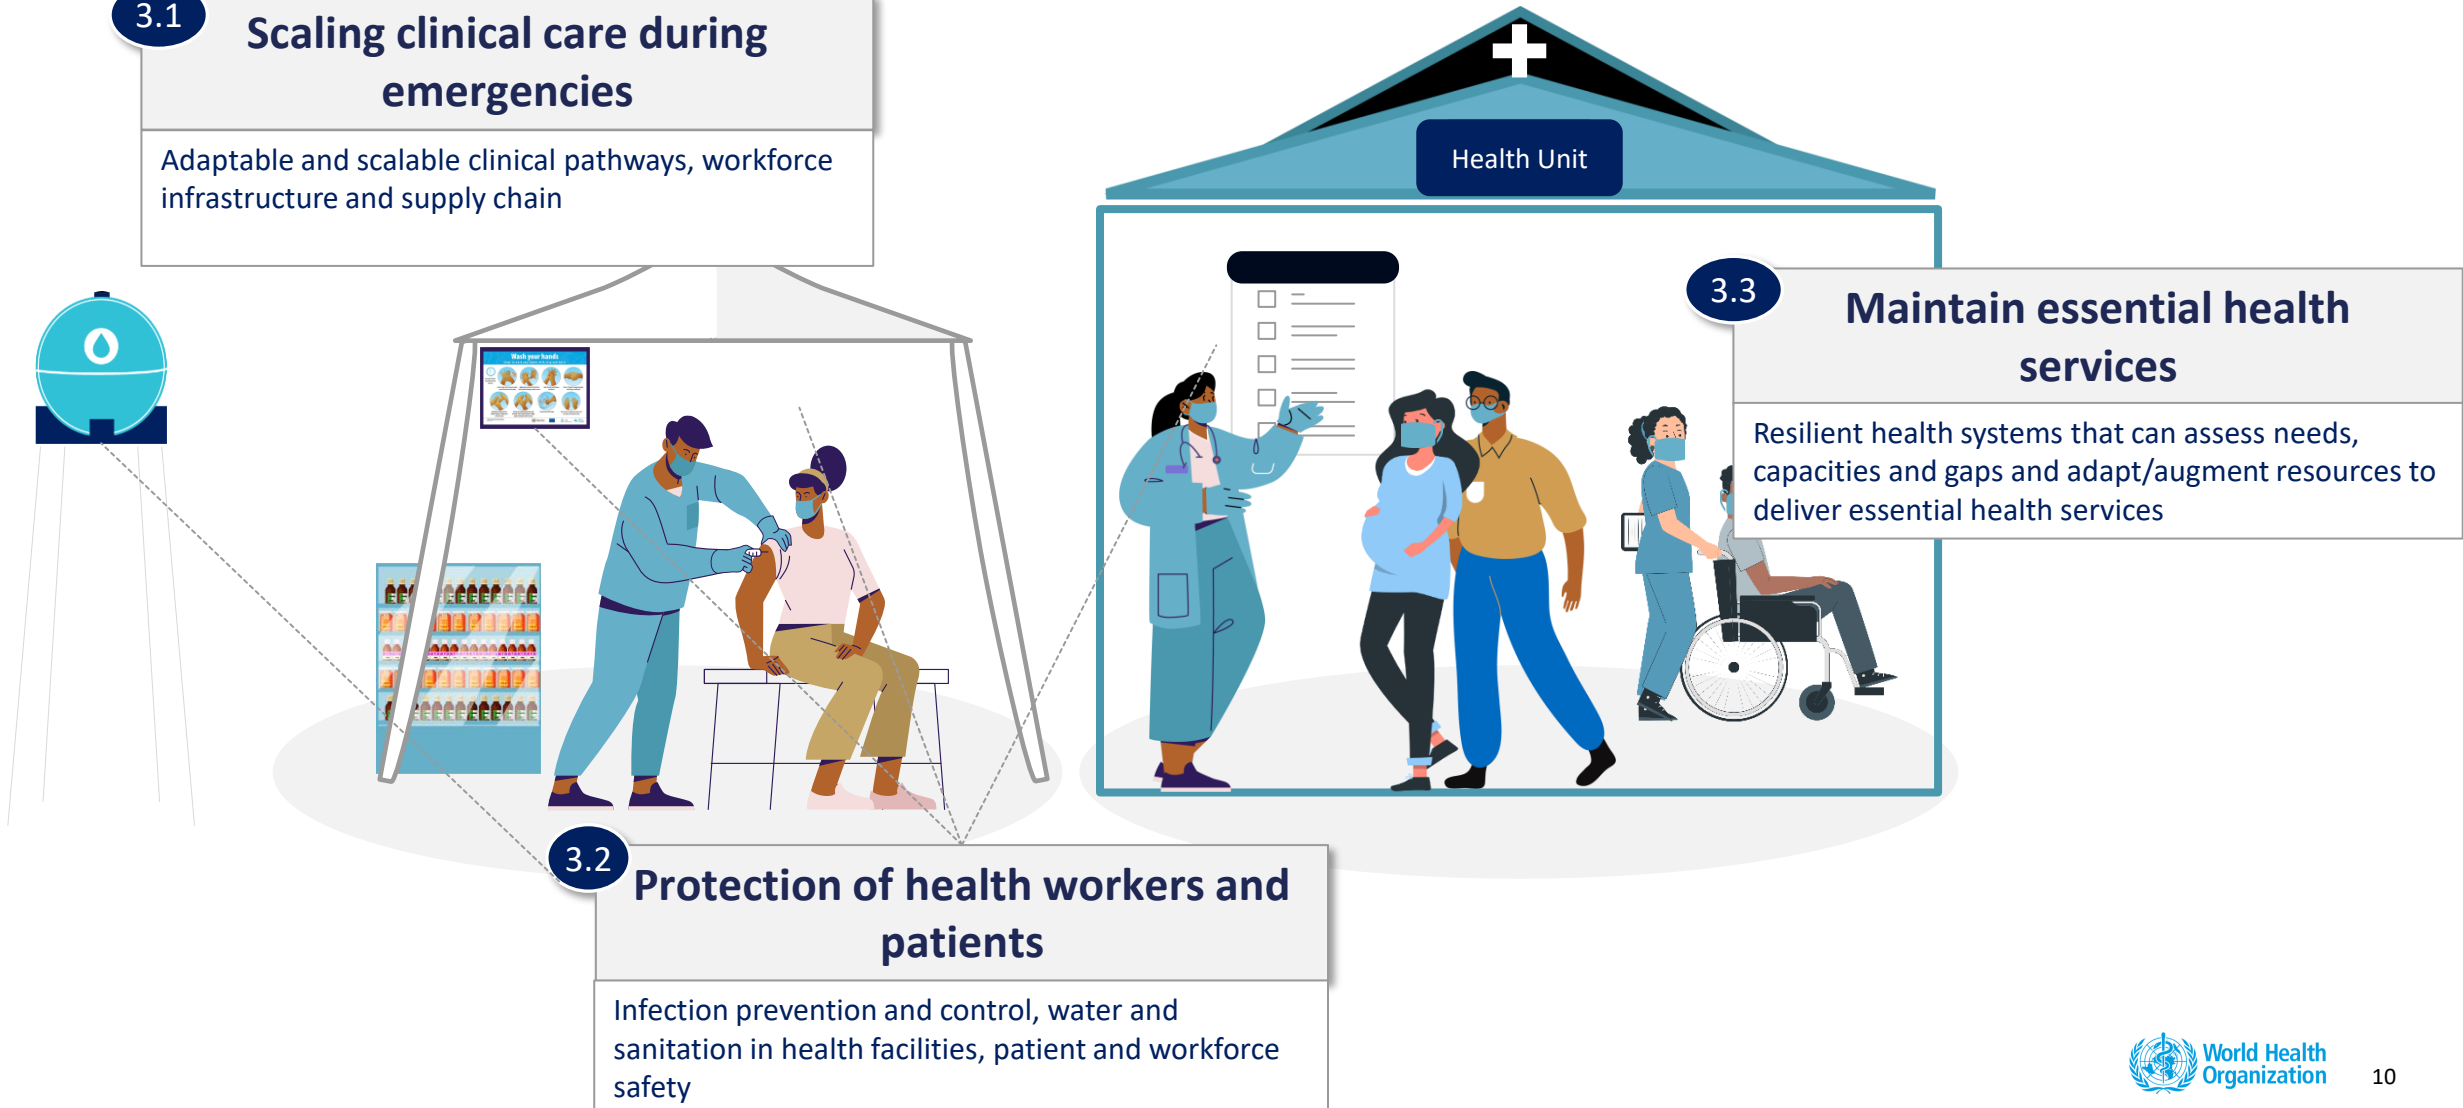 3.1
Scaling clinical care during
emergencies
Adaptable and scalable clinical pathways, workforce
infrastructure and supply chain
Health Unit
3.3
Maintain essential health
services
Resilient health systems that can assess needs,
capacities and gaps and adapt/augment resources to
deliver essential health services
Wash your hands
3.2
Protection of health workers and
patients
Infection prevention and control, water and
sanitation in health facilities, patient and workforce
safety
World Health
Organization
10